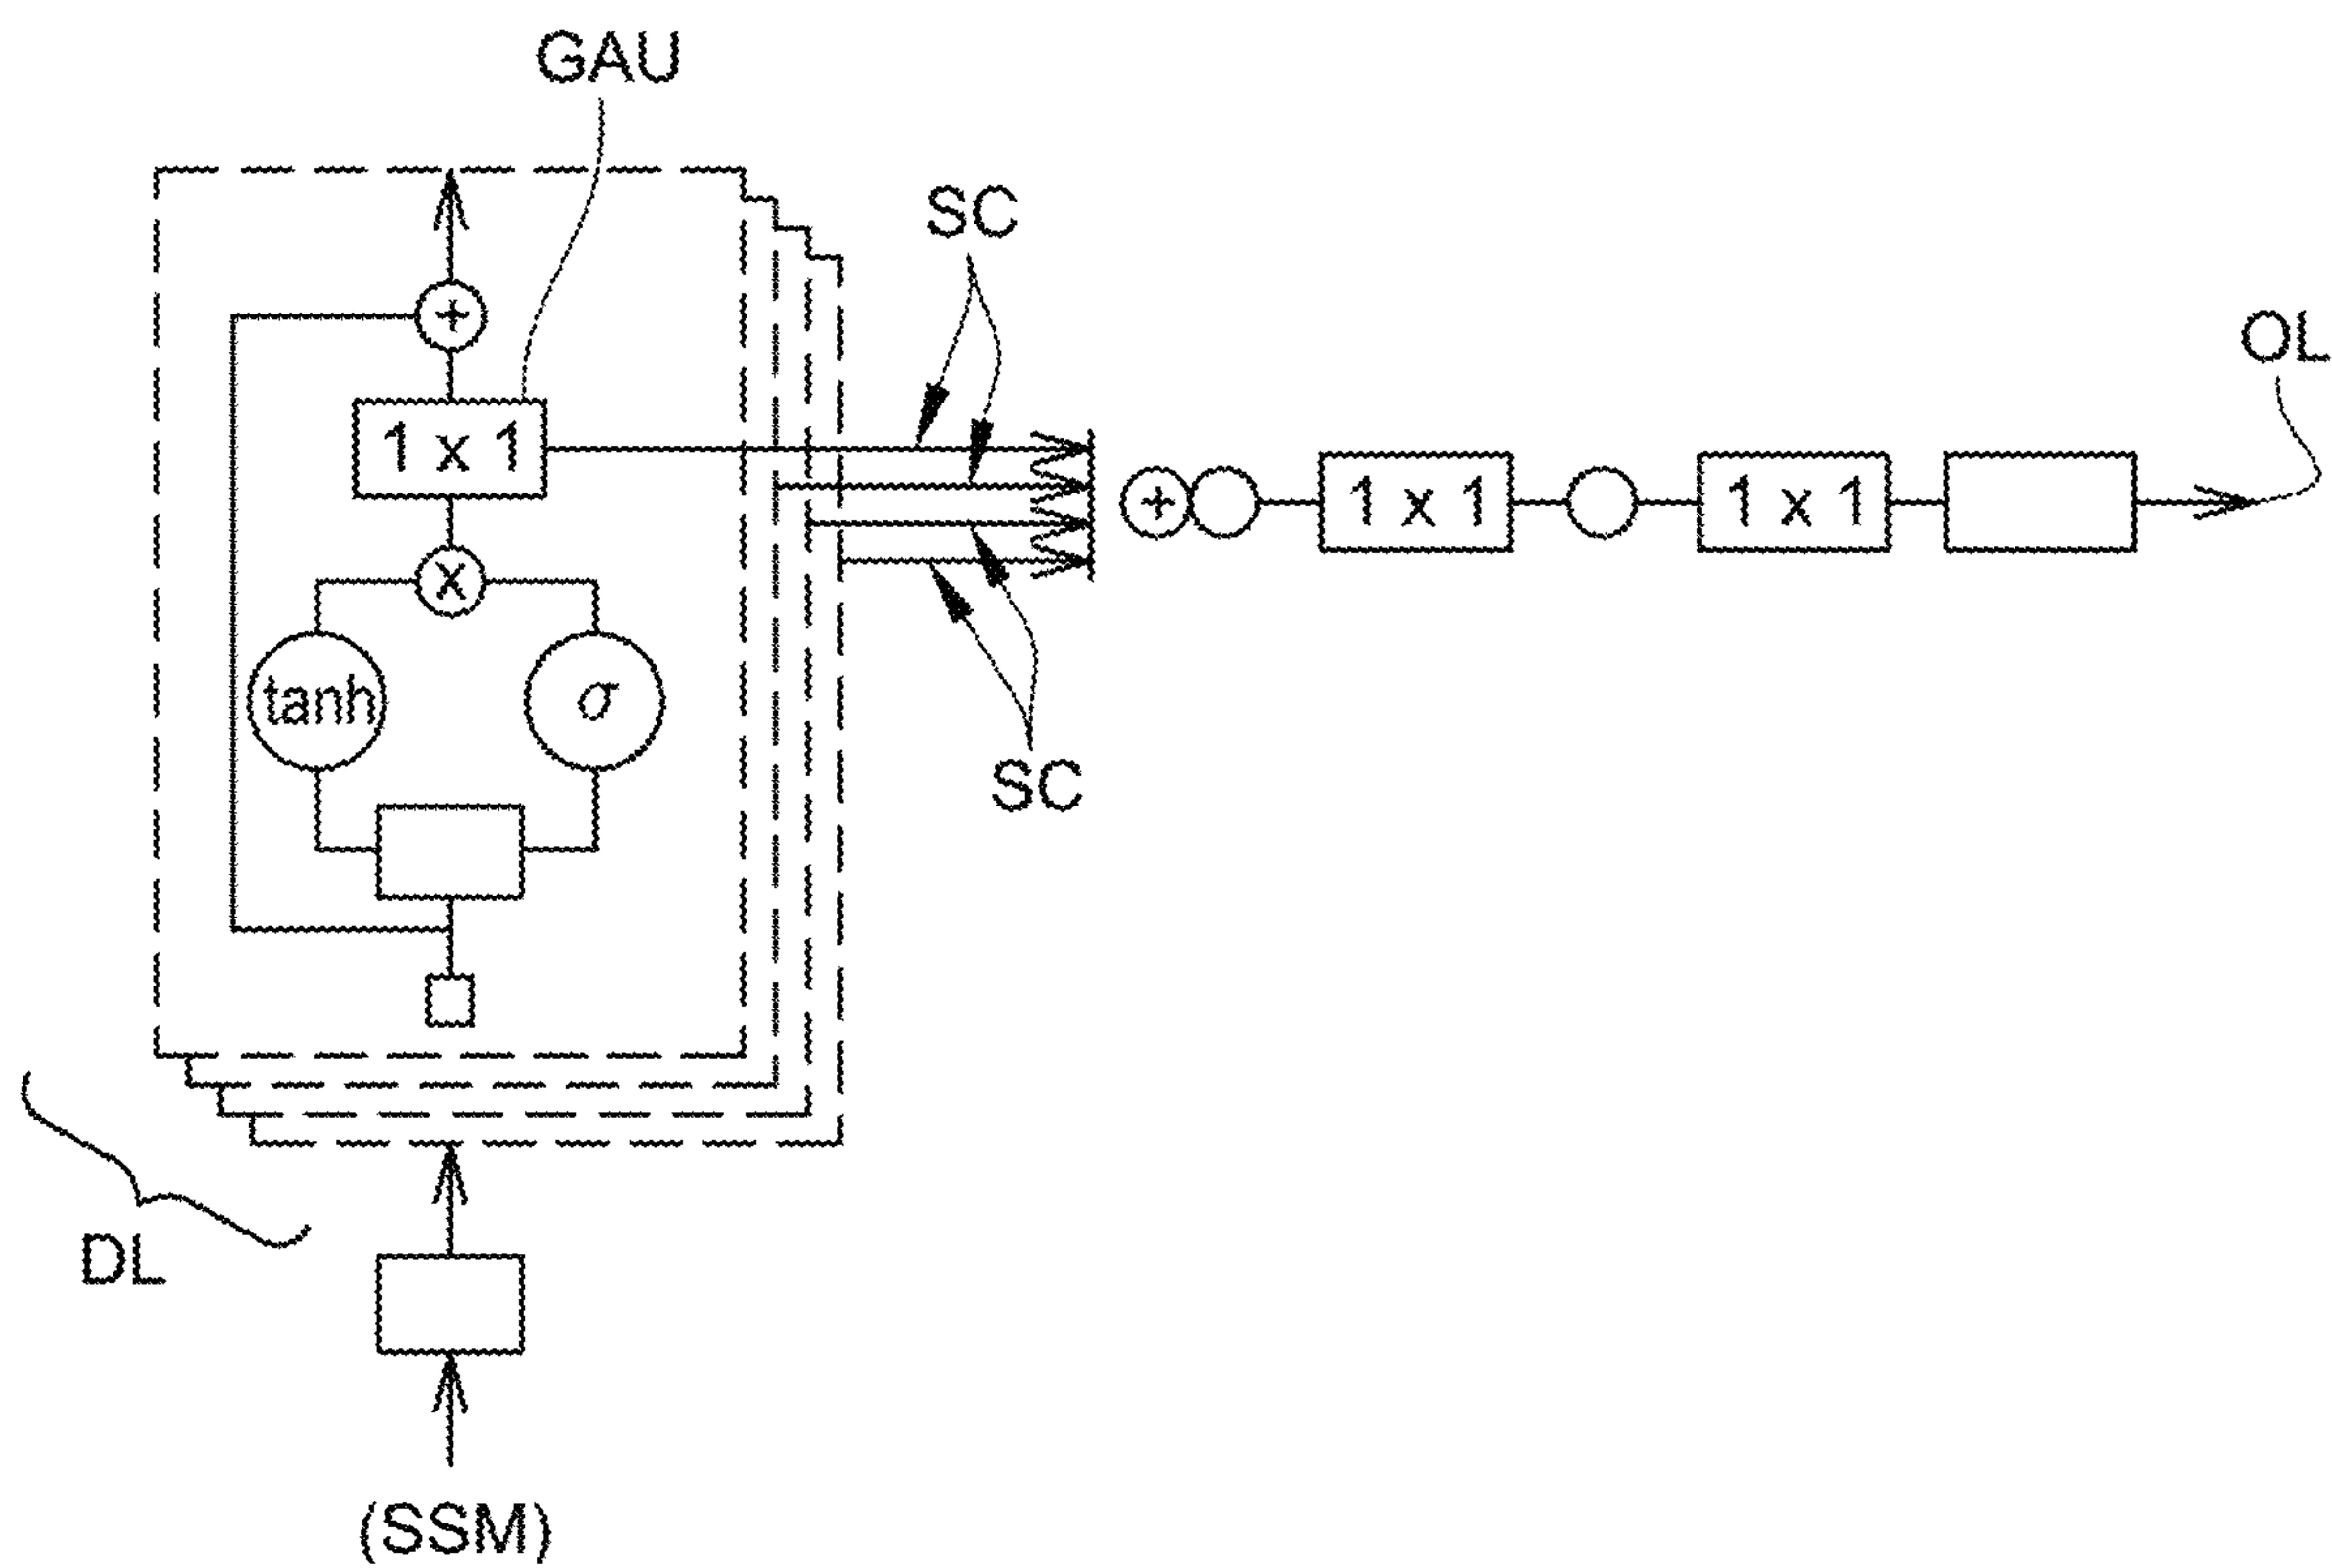 GAU
SC
OL
+
1 x 1
+
1 x 1
1 x 1
x
tanh
σ
SC
DL
(SSM)